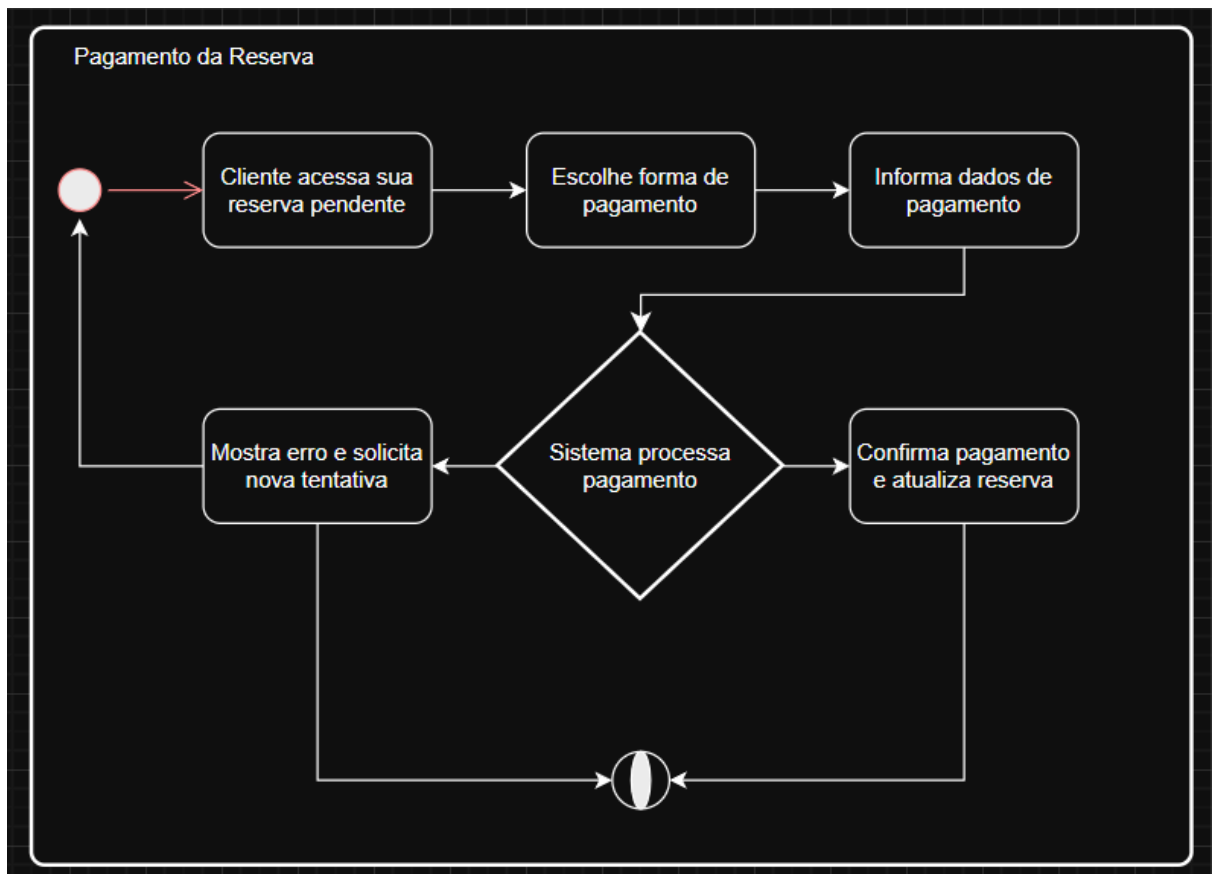 Pagamento da Reserva
Cliente acessa sua
reserva pendente
Escolhe forma de
pagamento
Informa dados de
pagamento
Mostra erro e solicita
nova tentativa
Sistema processa
pagamento
Confirma pagamento
e atualiza reserva